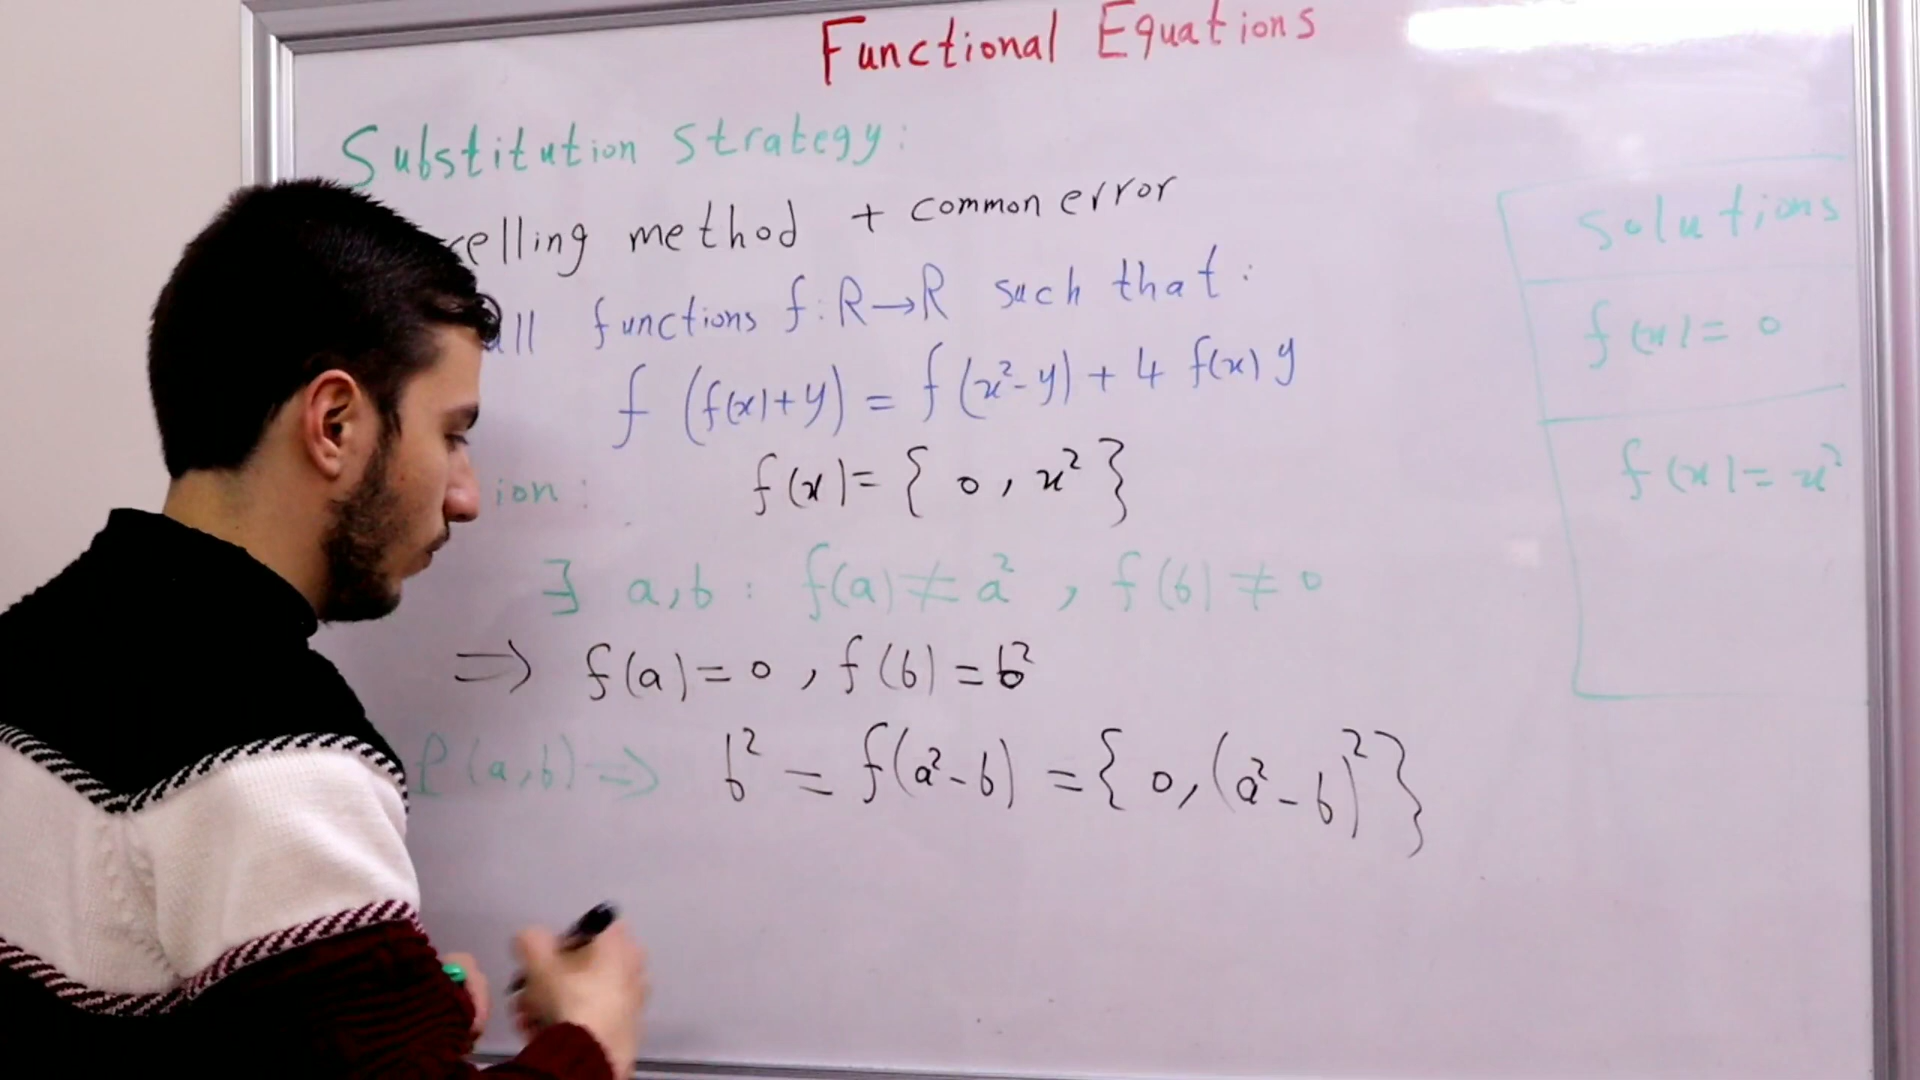 Functional Equations
Substitution strategy:
elling method + common error
all functions f: R→R such that:
f (f(x)+y) = f (x²-y) + 4 f(x) y
ion: f(x)= { 0 , x² }
∃ a,b : f(a) ≠ a² , f(b) ≠ 0
=> f(a) = 0 , f(b) = b²
P(a,b) => b² = f(a²-b) = { 0, (a²-b)² }
Solutions
f(x) = 0
f(x) = x²